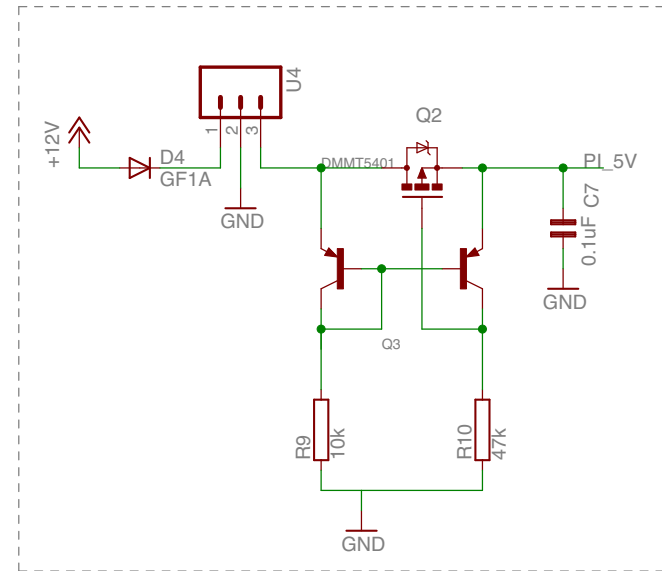 U4
1
2
3
+12V
D4
GF1A
GND
Q2
DMMT5401
PI_5V
C7
0.1uF
GND
Q3
R9
10k
R10
47k
GND